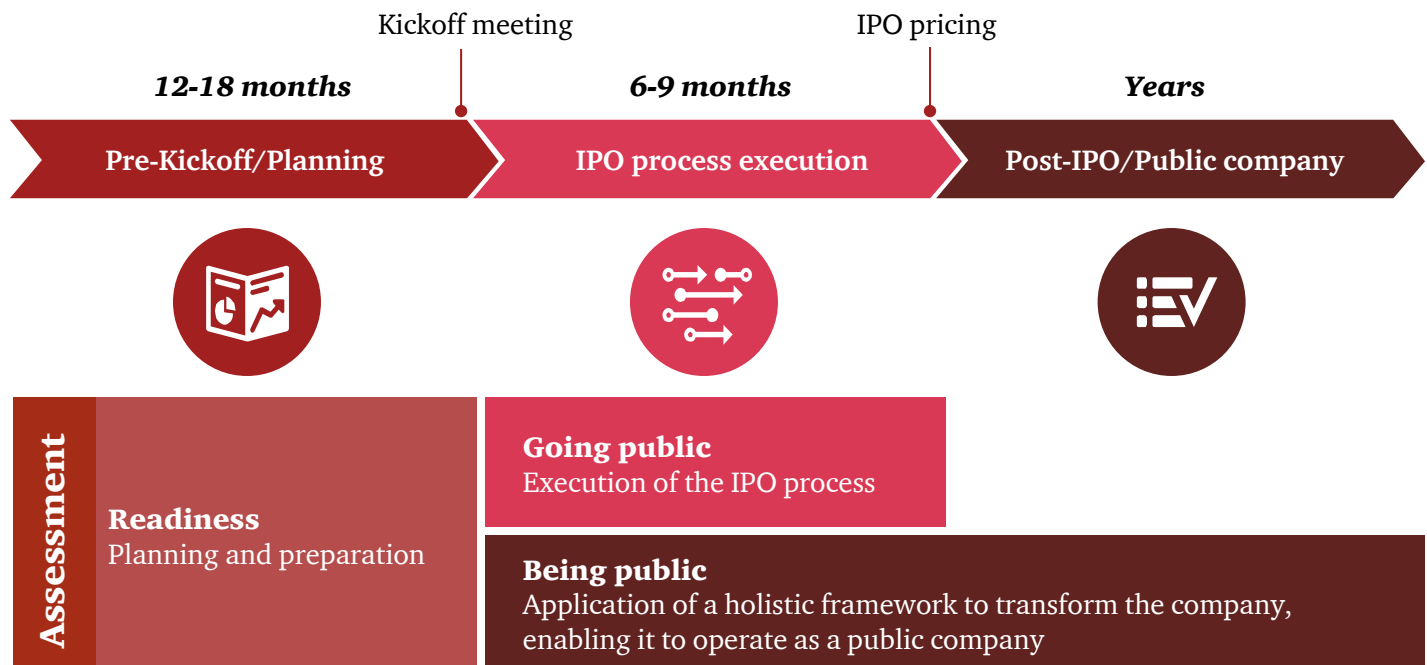 Kickoff meeting
IPO pricing
12-18 months
6-9 months
Years
Pre-Kickoff/Planning
IPO process execution
Post-IPO/Public company
Assessment
Readiness
Planning and preparation
Going public
Execution of the IPO process
Being public
Application of a holistic framework to transform the company,
enabling it to operate as a public company